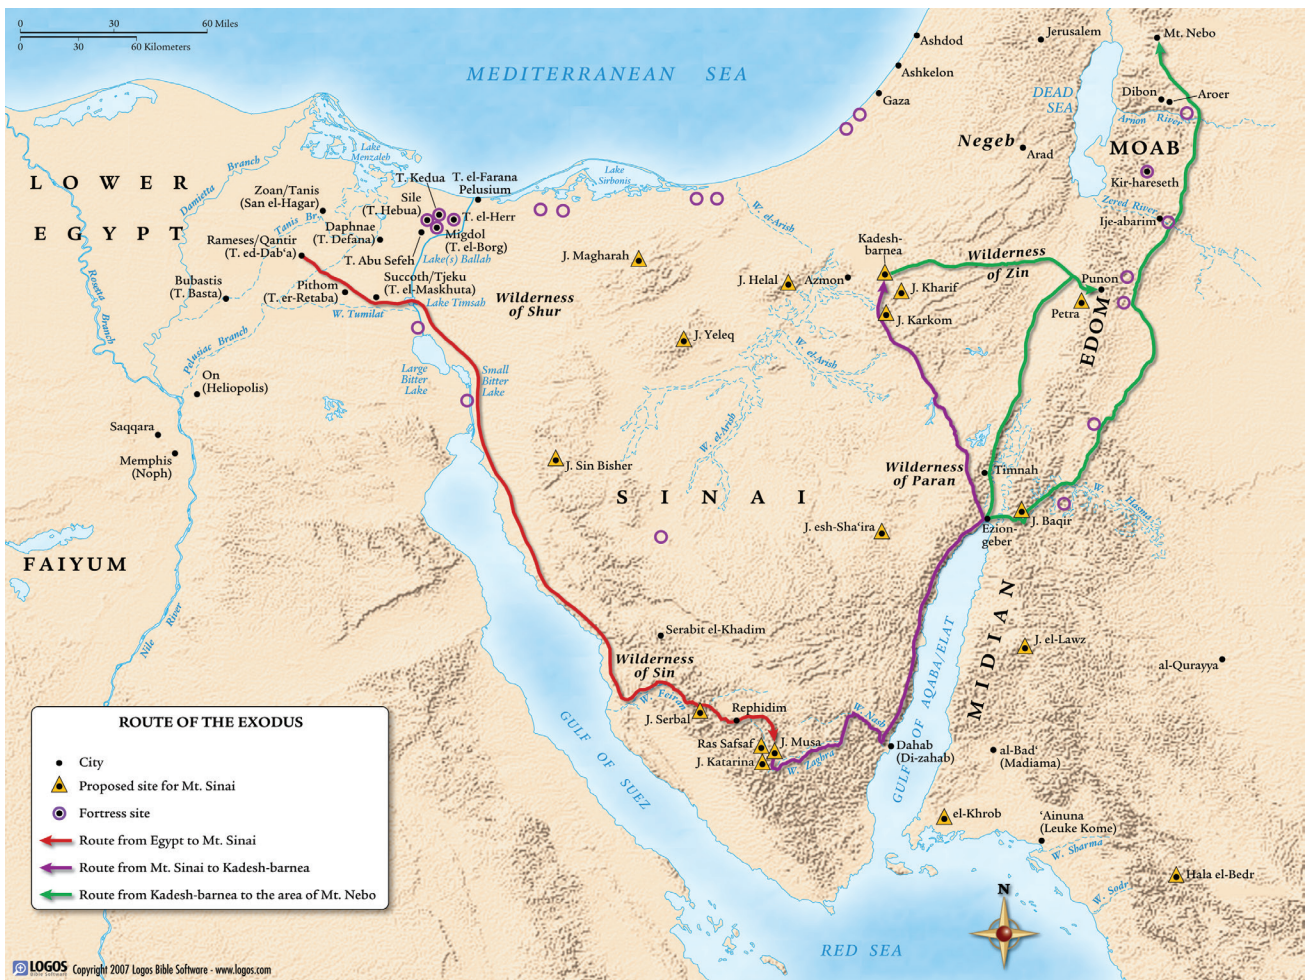 0 30 60 Miles
0 30 60 Kilometers
MEDITERRANEAN SEA
Ashdod
Jerusalem
Mt. Nebo
Ashkelon
Gaza
DEAD
SEA
Dibon
Aroer
Arnon River
Negeb
Arad
MOAB
Kir-hareseth
Zered River
Ije-abarim
LOWER
EGYPT
Damietta Branch
Rosetta Branch
Lake
Menzaleh
Tanis Br.
Zoan/Tanis
(San el-Hagar)
Daphnae
(T. Defana)
Rameses/Qantir
(T. ed-Dab‘a)
T. Kedua
T. el-Farana
Pelusium
Sile
(T. Hebua)
T. el-Herr
Migdol
(T. el-Borg)
T. Abu Sefeh
Lake(s) Ballah
Lake
Sirbonis
W. el-Arish
Succoth/Tjeku
(T. el-Maskhuta)
Lake Timsah
Pithom
(T. er-Retaba)
W. Tumilat
Bubastis
(T. Basta)
Pelusiac Branch
On
(Heliopolis)
Large
Bitter
Lake
Small
Bitter
Lake
Wilderness
of Shur
J. Magharah
J. Helal
Azmon
Kadesh-
barnea
J. Kharif
J. Karkom
J. Yeleq
W. el-Arish
W. el-Arish
Wilderness
of Zin
Punon
Petra
EDOM
Saqqara
Memphis
(Noph)
J. Sin Bisher
SINAI
Wilderness
of Paran
Timnah
W. Hasma
J. Baqir
Ezion-
geber
J. esh-Sha‘ira
FAIYUM
Nile River
Serabit el-Khadim
Wilderness
of Sin
W. Feiran
J. Serbal
Rephidim
Ras Safsaf
J. Musa
J. Katarina
W. Zaghra
W. Nasb
Dahab
(Di-zahab)
GULF OF SUEZ
GULF OF AQABA/ELAT
MIDIAN
J. el-Lawz
al-Qurayya
al-Bad‘
(Madiama)
el-Khrob
‘Ainuna
(Leuke Kome)
W. Sharma
Hala el-Bedr
W. Sadr
N
RED SEA
ROUTE OF THE EXODUS
City
Proposed site for Mt. Sinai
Fortress site
Route from Egypt to Mt. Sinai
Route from Mt. Sinai to Kadesh-barnea
Route from Kadesh-barnea to the area of Mt. Nebo
LOGOS
Bible Software
Copyright 2007 Logos Bible Software - www.logos.com